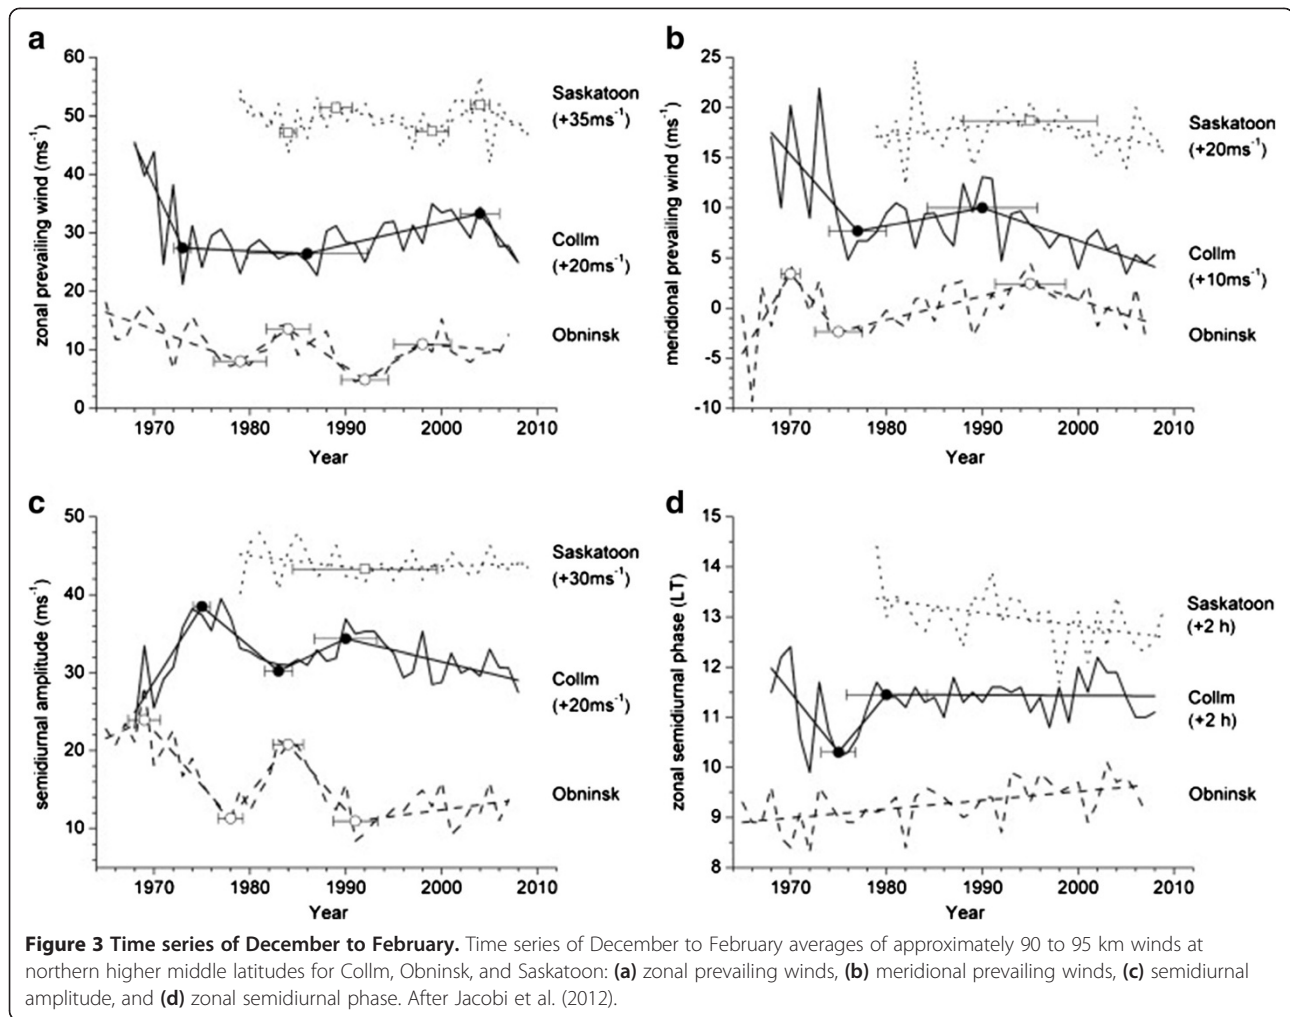 a
60
50
40
30
20
10
0
zonal prevailing wind (ms⁻¹)
1970 1980 1990 2000 2010
Year
Saskatoon
(+35ms⁻¹)
Collm
(+20ms⁻¹)
Obninsk
b
25
20
15
10
5
0
-5
-10
meridional prevailing wind (ms⁻¹)
1970 1980 1990 2000 2010
Year
Saskatoon
(+20ms⁻¹)
Collm
(+10ms⁻¹)
Obninsk
c
50
40
30
20
10
semidiurnal amplitude (ms⁻¹)
1970 1980 1990 2000 2010
Year
Saskatoon
(+30ms⁻¹)
Collm
(+20ms⁻¹)
Obninsk
d
15
14
13
12
11
10
9
8
zonal semidiurnal phase (LT)
1970 1980 1990 2000 2010
Year
Saskatoon
(+2 h)
Collm
(+2 h)
Obninsk
Figure 3 Time series of December to February. Time series of December to February averages of approximately 90 to 95 km winds at
northern higher middle latitudes for Collm, Obninsk, and Saskatoon: (a) zonal prevailing winds, (b) meridional prevailing winds, (c) semidiurnal
amplitude, and (d) zonal semidiurnal phase. After Jacobi et al. (2012).